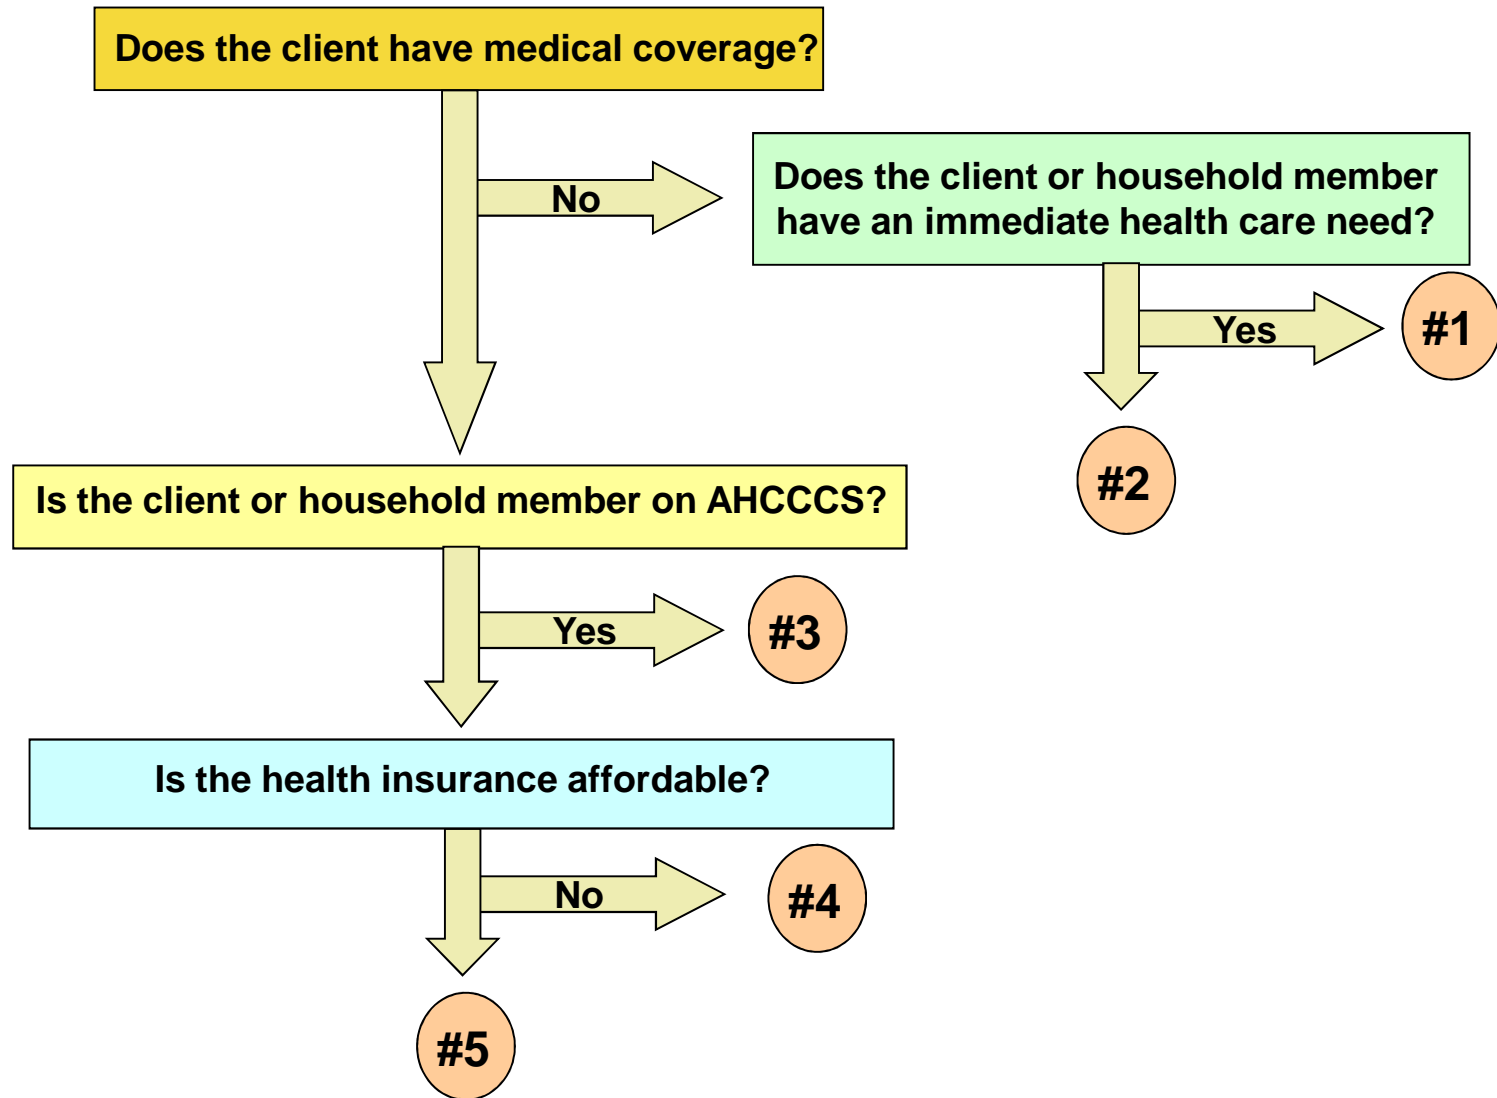 Does the client have medical coverage?
No
Does the client or household member
have an immediate health care need?
Yes
#1
#2
Is the client or household member on AHCCCS?
Yes
#3
Is the health insurance affordable?
No
#4
#5